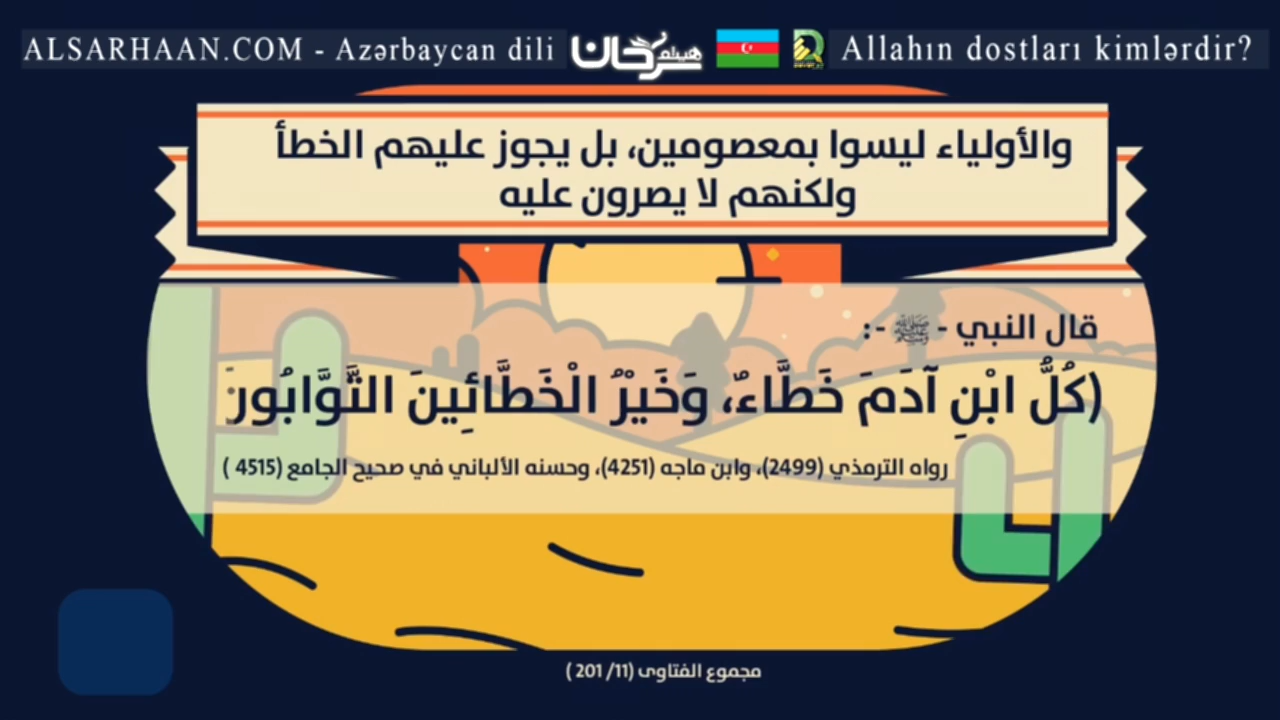 ALSARHAAN.COM - Azərbaycan dili هيثم سرحان Allahın dostları kimlərdir?
والأولياء ليسوا بمعصومين، بل يجوز عليهم الخطأ
ولكنهم لا يصرون عليه
قال النبي - ﷺ -:
(كُلُّ ابْنِ آدَمَ خَطَّاءٌ، وَخَيْرُ الْخَطَّائِينَ التَّوَّابُونَ
رواه الترمذي (2499)، وابن ماجه (4251)، وحسنه الألباني في صحيح الجامع (4515 )
مجموع الفتاوى (11/ 201 )